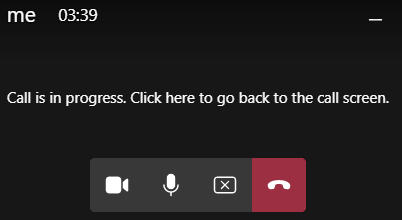 me 03:39
Call is in progress. Click here to go back to the call screen.